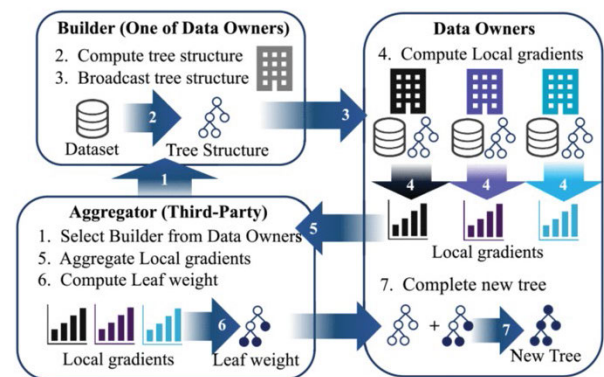 Builder (One of Data Owners)
2. Compute tree structure
3. Broadcast tree structure
2
Dataset
Tree Structure
3
1
Data Owners
4. Compute Local gradients
4
4
4
Local gradients
5
Aggregator (Third-Party)
1. Select Builder from Data Owners
5. Aggregate Local gradients
6. Compute Leaf weight
6
Local gradients
Leaf weight
7. Complete new tree
+
7
New Tree